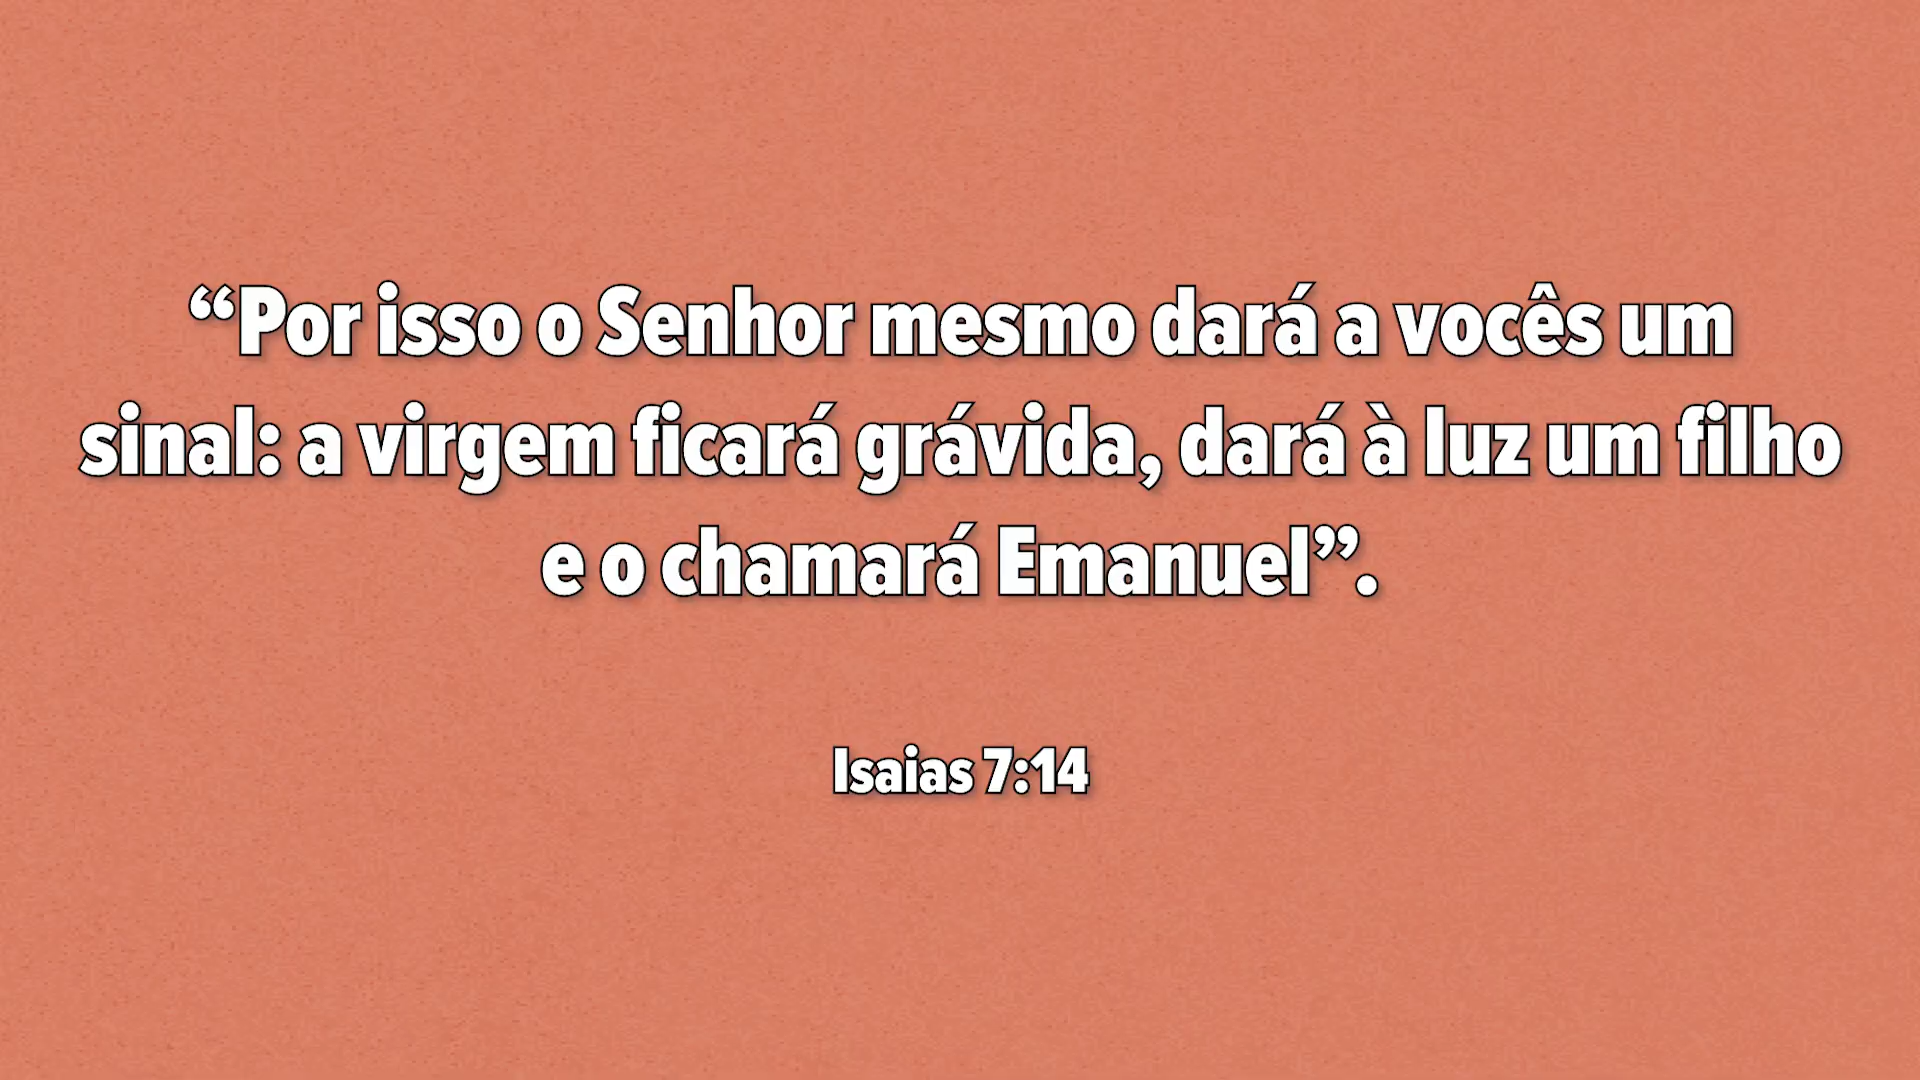 “Por isso o Senhor mesmo dará a vocês um
sinal: a virgem ficará grávida, dará à luz um filho
e o chamará Emanuel”.
Isaias 7:14